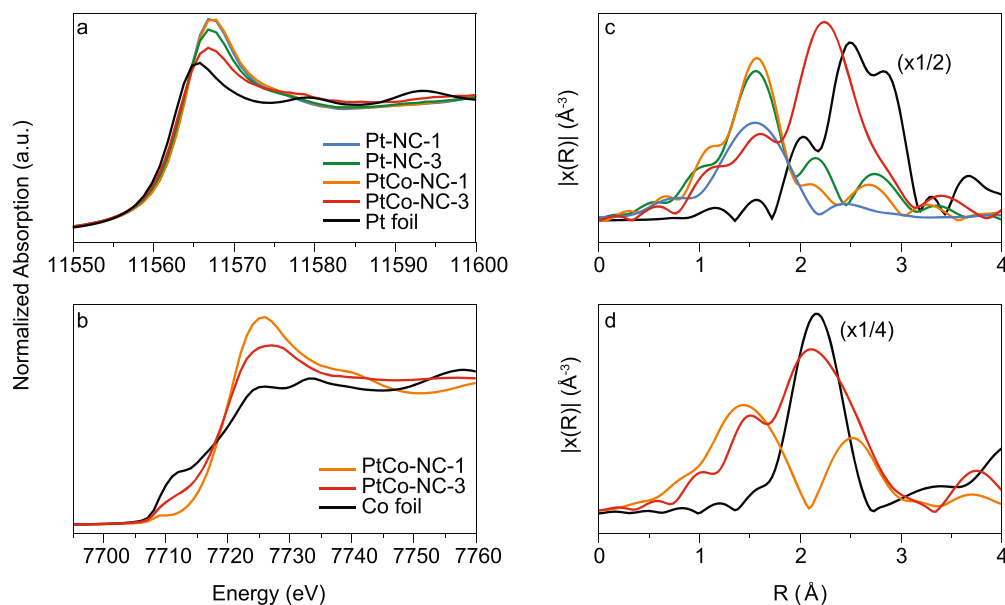 a
Pt-NC-1
Pt-NC-3
PtCo-NC-1
PtCo-NC-3
Pt foil
11550 11560 11570 11580 11590 11600
b
PtCo-NC-1
PtCo-NC-3
Co foil
7700 7710 7720 7730 7740 7750 7760
Energy (eV)
Normalized Absorption (a.u.)
c
(x1/2)
|x(R)| (Å⁻³)
0 1 2 3 4
d
(x1/4)
|x(R)| (Å⁻³)
0 1 2 3 4
R (Å)